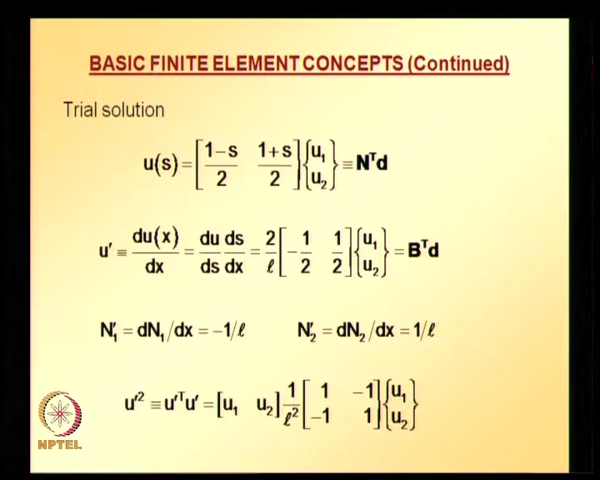 BASIC FINITE ELEMENT CONCEPTS (Continued)
Trial solution
u(s) = [ (1−s)/2  (1+s)/2 ] {u₁ u₂} ≡ Nᵀd
u′ ≡ du(x)/dx = du/ds ds/dx = 2/ℓ [ −1/2  1/2 ] {u₁ u₂} = Bᵀd
N₁′ = dN₁/dx = −1/ℓ  N₂′ = dN₂/dx = 1/ℓ
u′² ≡ u′ᵀu′ = [u₁ u₂] 1/ℓ² [ 1 −1 −1 1 ] {u₁ u₂}
NPTEL